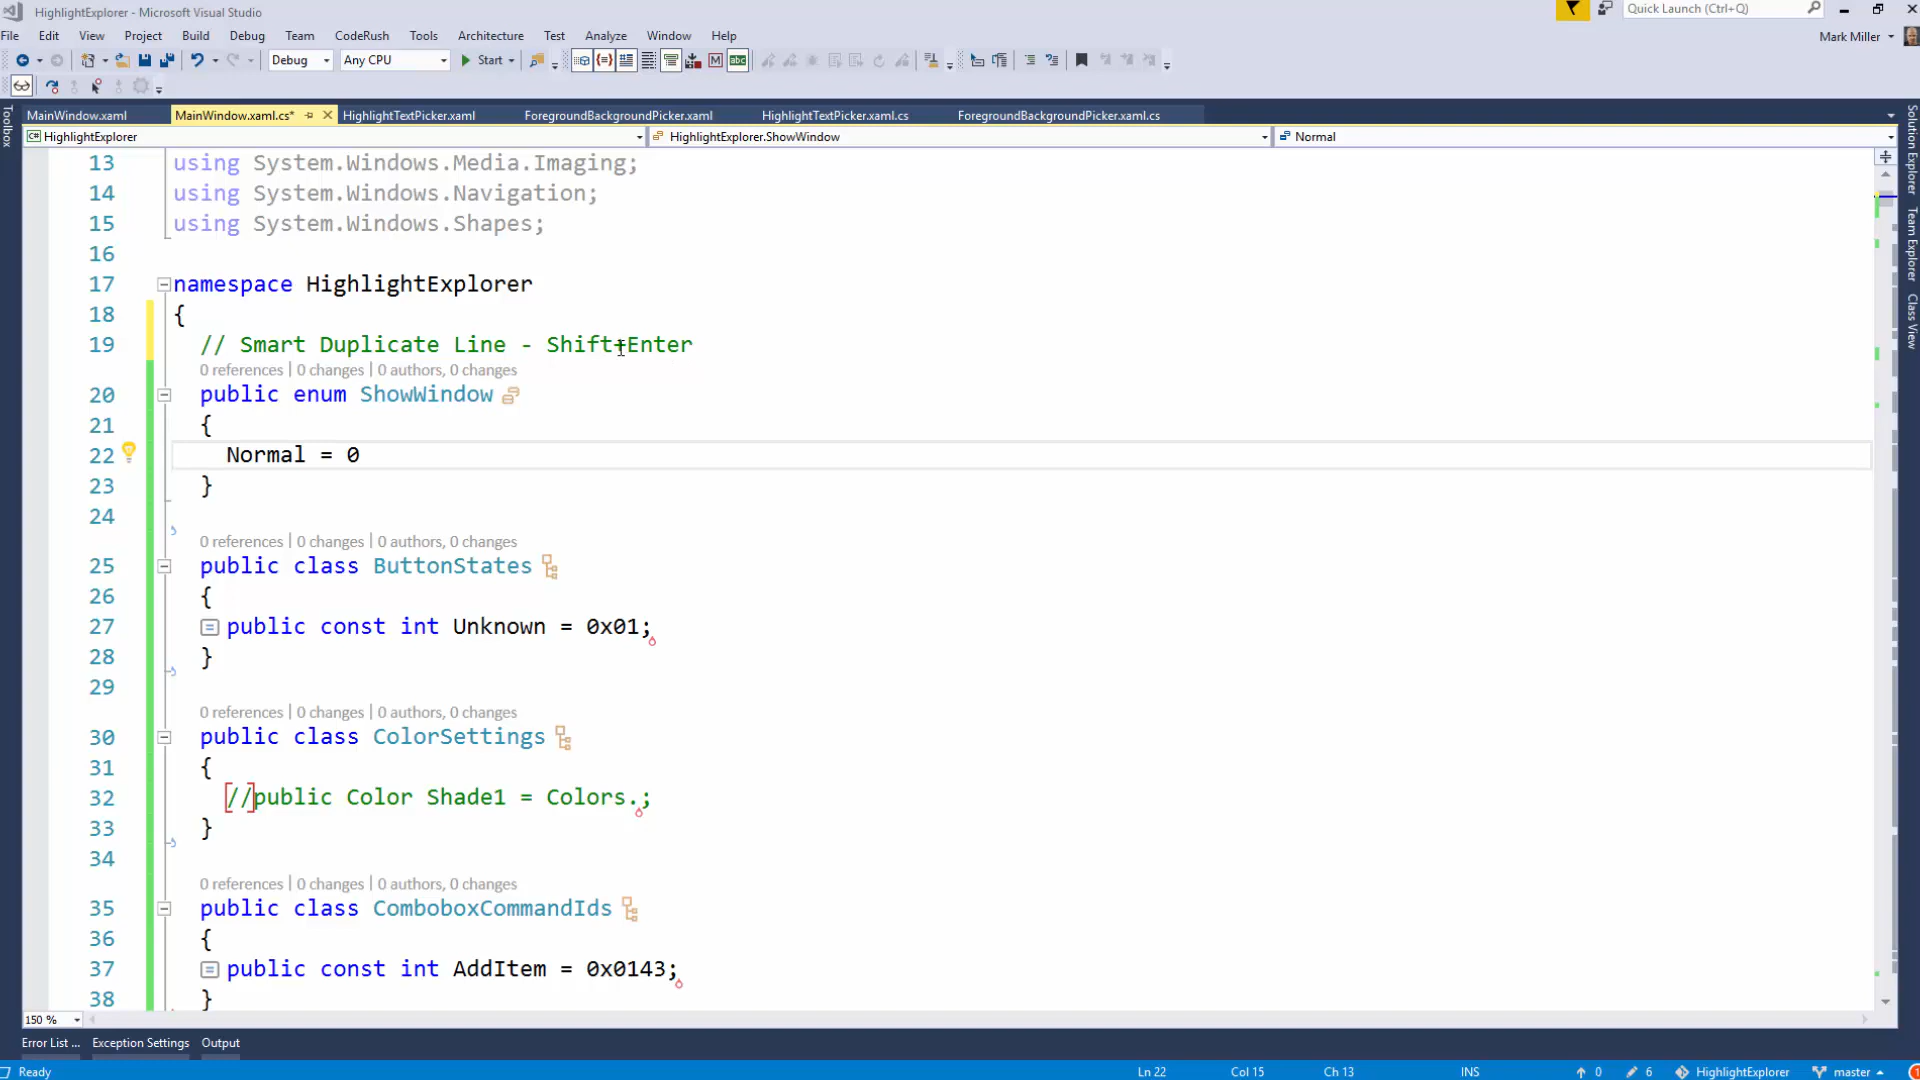 HighlightExplorer - Microsoft Visual Studio
Quick Launch (Ctrl+Q)
File Edit View Project Build Debug Team CodeRush Tools Architecture Test Analyze Window Help
Mark Miller
Debug Any CPU Start
MainWindow.xaml MainWindow.xaml.cs* HighlightTextPicker.xaml ForegroundBackgroundPicker.xaml HighlightTextPicker.xaml.cs ForegroundBackgroundPicker.xaml.cs
HighlightExplorer HighlightExplorer.ShowWindow Normal
Toolbox
Solution Explorer
Team Explorer
Class View
13 using System.Windows.Media.Imaging;
14 using System.Windows.Navigation;
15 using System.Windows.Shapes;
16
17 namespace HighlightExplorer
18 {
19 // Smart Duplicate Line - Shift+Enter
0 references | 0 changes | 0 authors, 0 changes
20 public enum ShowWindow
21 {
22 Normal = 0
23 }
24
0 references | 0 changes | 0 authors, 0 changes
25 public class ButtonStates
26 {
27 public const int Unknown = 0x01;
28 }
29
0 references | 0 changes | 0 authors, 0 changes
30 public class ColorSettings
31 {
32 //public Color Shade1 = Colors.;
33 }
34
0 references | 0 changes | 0 authors, 0 changes
35 public class ComboboxCommandIds
36 {
37 public const int AddItem = 0x0143;
38 }
150 %
Error List ... Exception Settings Output
Ready Ln 22 Col 15 Ch 13 INS 0 6 HighlightExplorer master